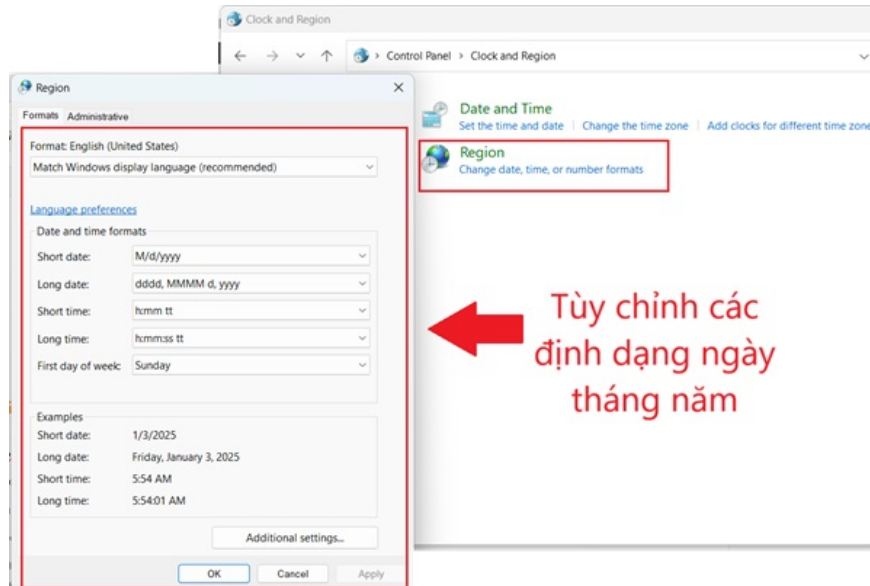 Clock and Region
Control Panel > Clock and Region
Date and Time
Set the time and date | Change the time zone | Add clocks for different time zone
Region
Change date, time, or number formats
Region
Formats Administrative
Format: English (United States)
Match Windows display language (recommended)
Language preferences
Date and time formats
Short date: M/d/yyyy
Long date: dddd, MMMM d, yyyy
Short time: h:mm tt
Long time: h:mm:ss tt
First day of week: Sunday
Examples
Short date: 1/3/2025
Long date: Friday, January 3, 2025
Short time: 5:54 AM
Long time: 5:54:01 AM
Additional settings...
OK Cancel Apply
Tùy chỉnh các
định dạng ngày
tháng năm